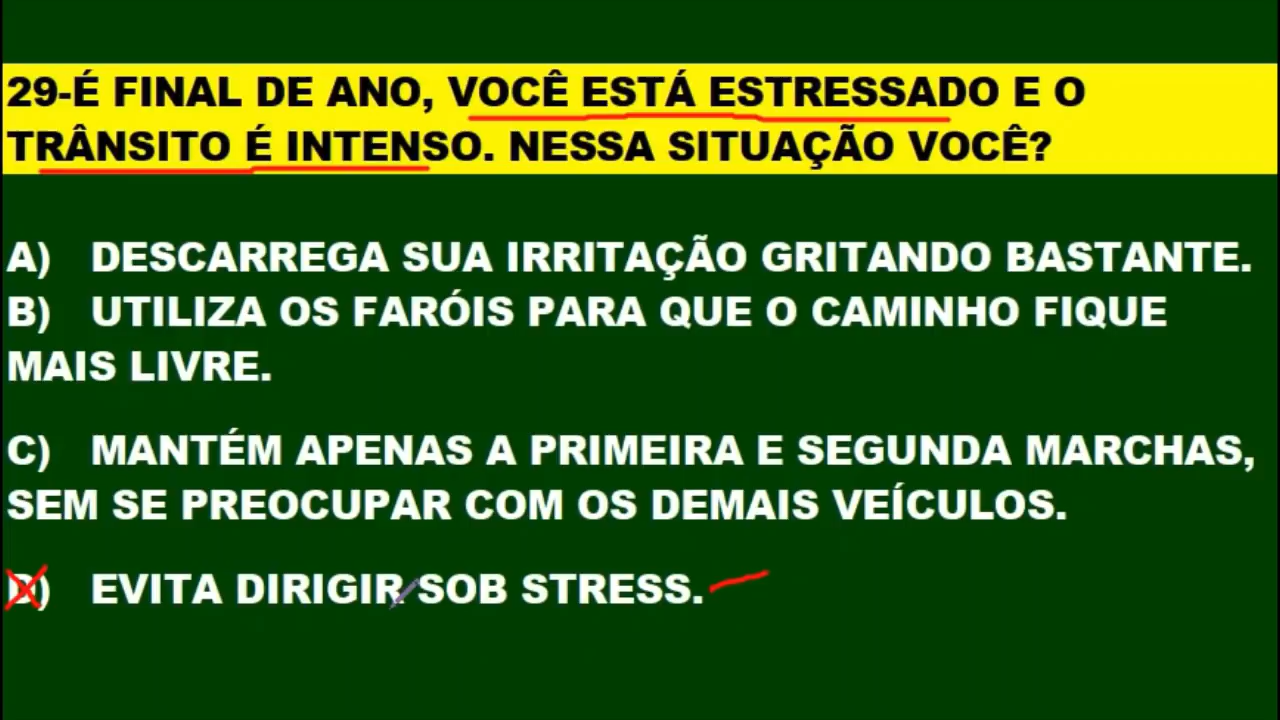 29-É FINAL DE ANO, VOCÊ ESTÁ ESTRESSADO E O
TRÂNSITO É INTENSO. NESSA SITUAÇÃO VOCÊ?
A) DESCARREGA SUA IRRITAÇÃO GRITANDO BASTANTE.
B) UTILIZA OS FARÓIS PARA QUE O CAMINHO FIQUE
MAIS LIVRE.
C) MANTÉM APENAS A PRIMEIRA E SEGUNDA MARCHAS,
SEM SE PREOCUPAR COM OS DEMAIS VEÍCULOS.
D) EVITA DIRIGIR SOB STRESS.